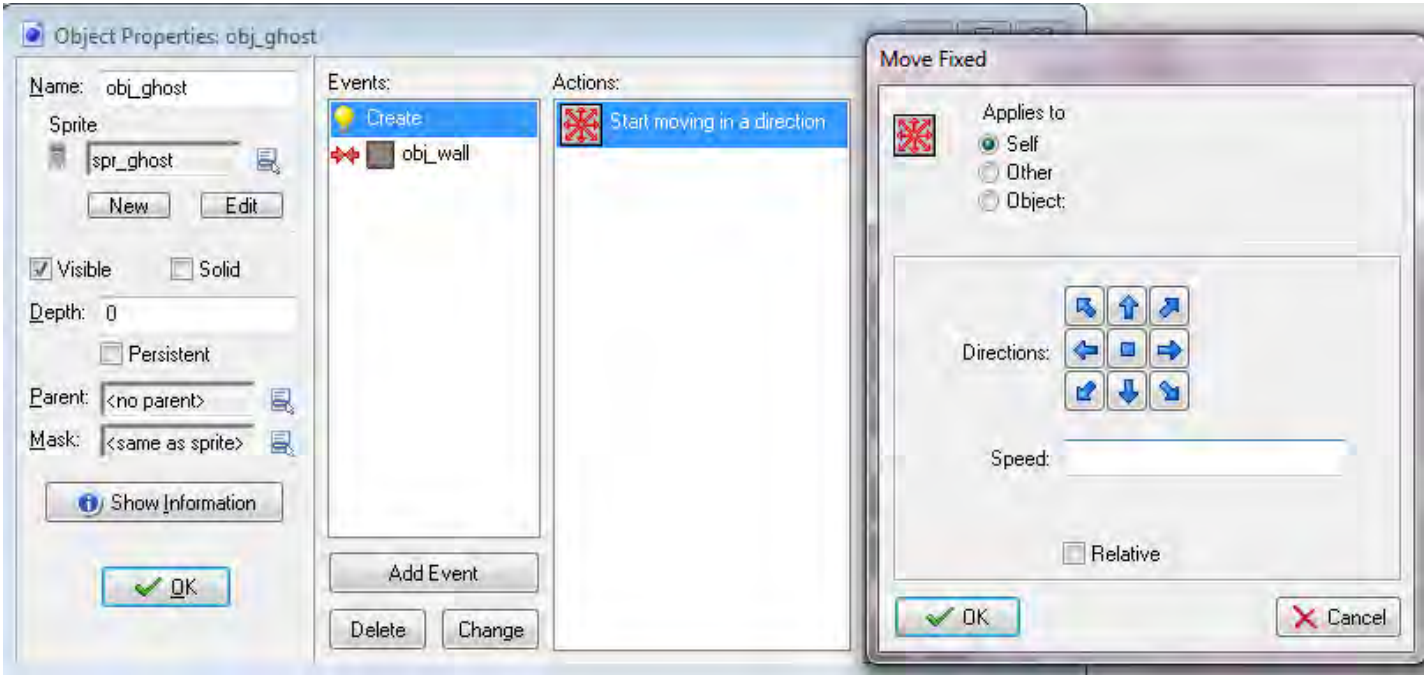 Object Properties: obj_ghost
Name: obj_ghost
Sprite
spr_ghost
New Edit
Visible Solid
Depth: 0
Persistent
Parent: <no parent>
Mask: <same as sprite>
Show Information
OK
Events:
Create
obj_wall
Add Event
Delete Change
Actions:
Start moving in a direction
Move Fixed
Applies to
Self
Other
Object:
Directions:
Speed:
Relative
OK Cancel